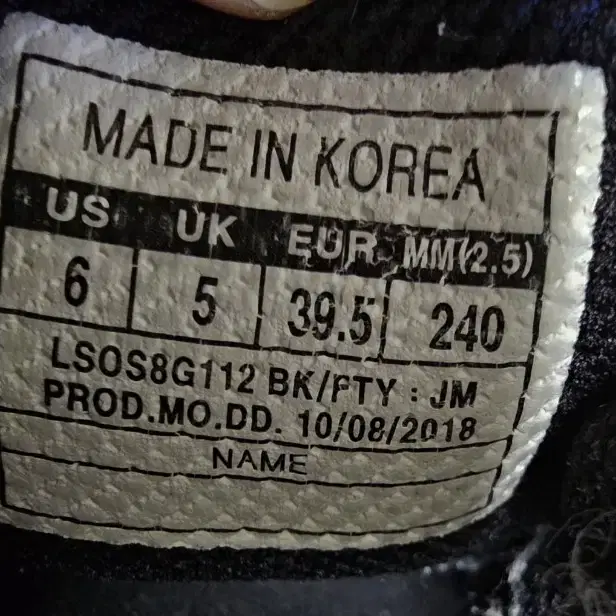 MADE IN KOREA
US UK EUR MM(2.5)
6 5 39.5 240
LSOS8G112 BK/FTY : JM
PROD.MO.DD. 10/08/2018
NAME